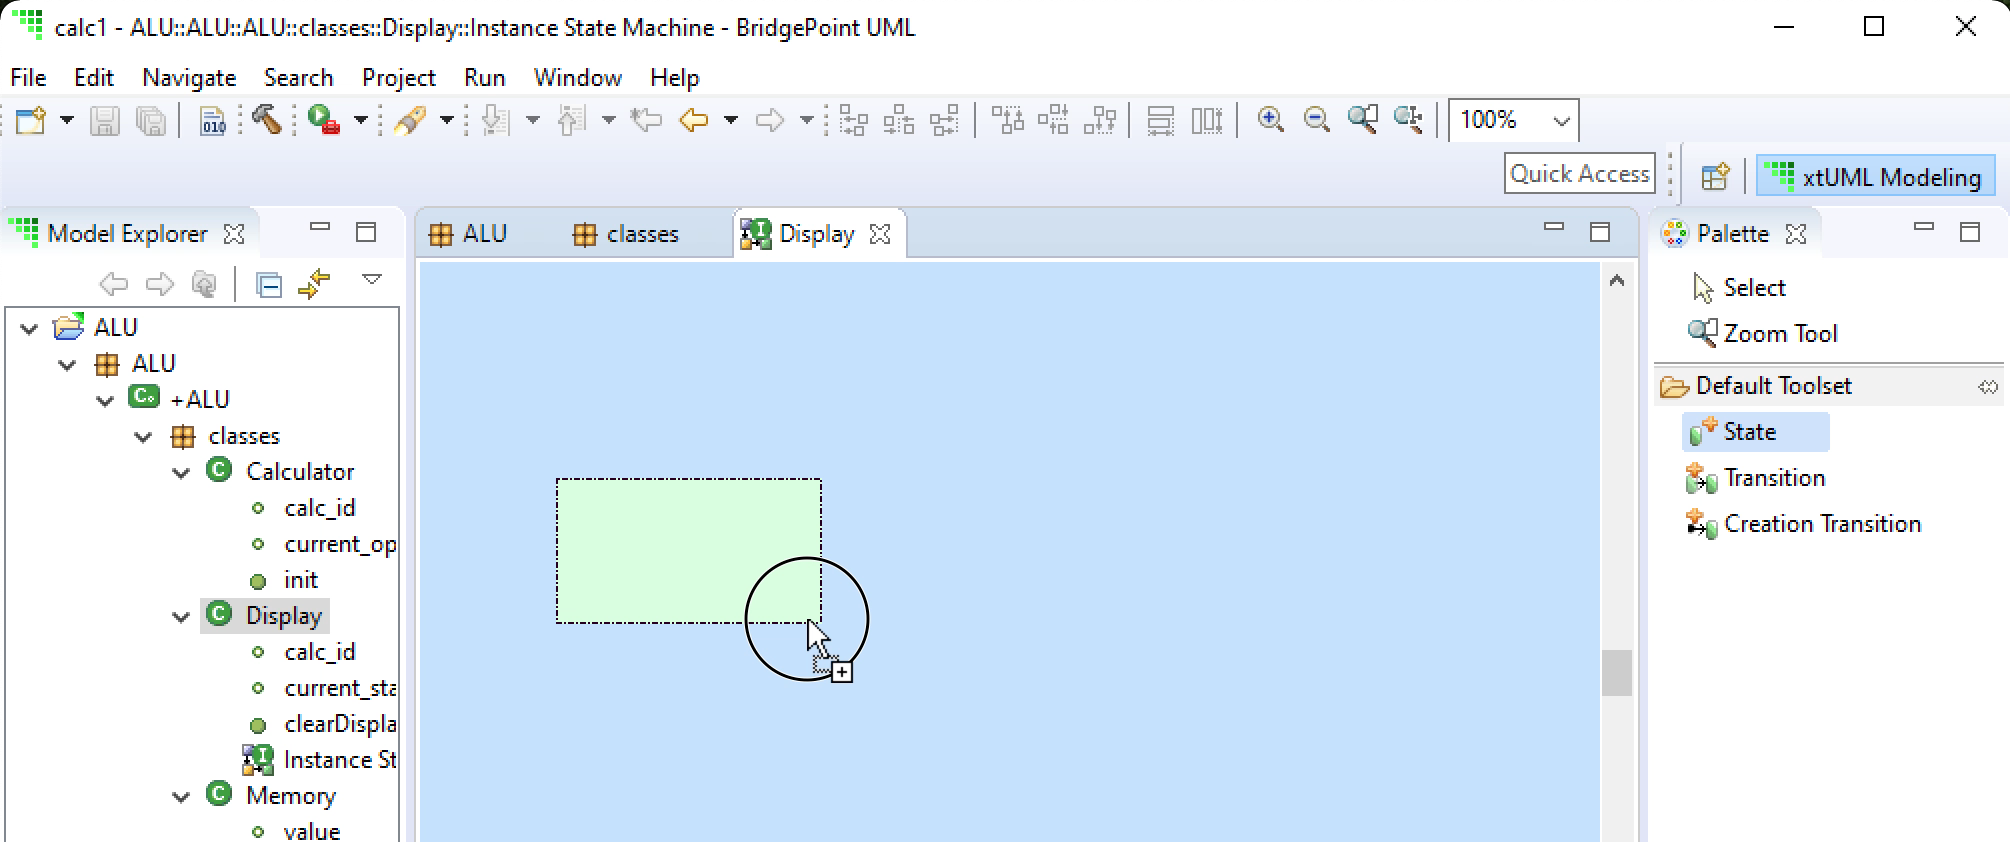 calc1 - ALU::ALU::ALU::classes::Display::Instance State Machine - BridgePoint UML
File Edit Navigate Search Project Run Window Help
010
100%
Quick Access
xtUML Modeling
Model Explorer
ALU
classes
Display
Palette
Select
Zoom Tool
Default Toolset
State
Transition
Creation Transition
ALU
ALU
+ALU
classes
Calculator
calc_id
current_op
init
Display
calc_id
current_sta
clearDispla
Instance St
Memory
value